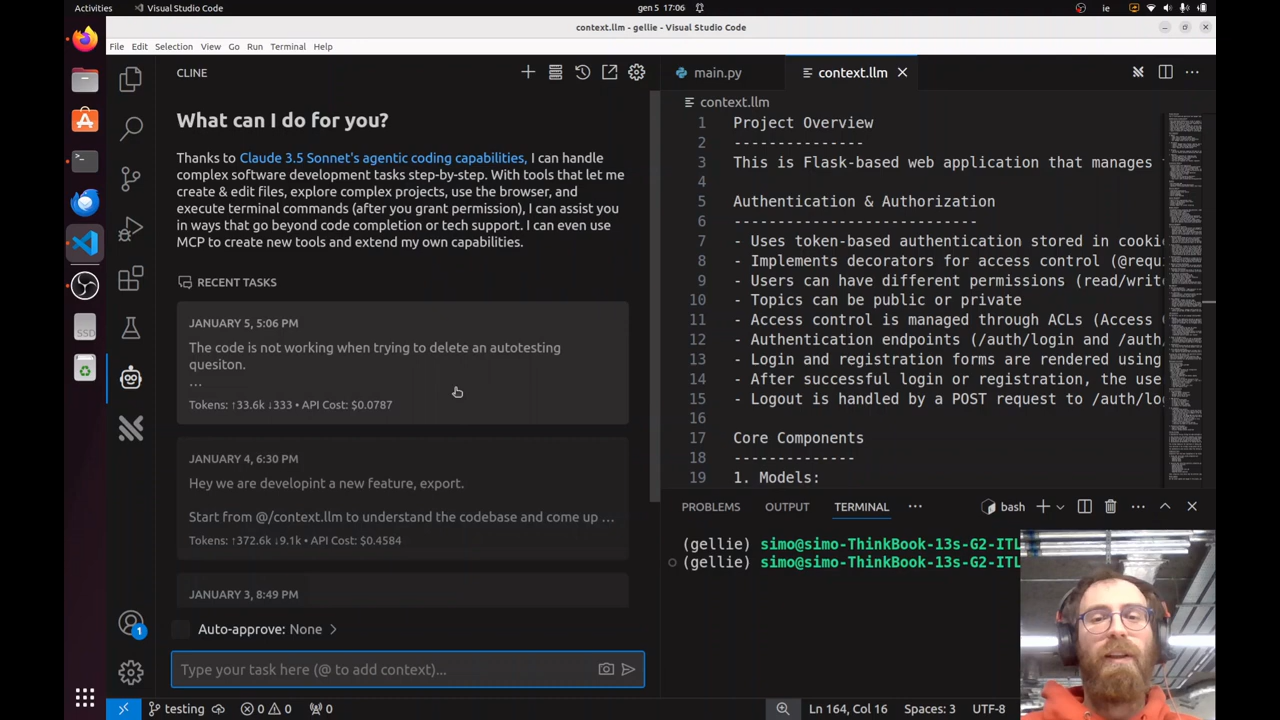 Activities
Visual Studio Code
gen 5 17:06
ie
context.llm - gellie - Visual Studio Code
File Edit Selection View Go Run Terminal Help
CLINE
What can I do for you?
Thanks to Claude 3.5 Sonnet's agentic coding capabilities, I can handle
complex software development tasks step-by-step. With tools that let me
create & edit files, explore complex projects, use the browser, and
execute terminal commands (after you grant permission), I can assist you
in ways that go beyond code completion or tech support. I can even use
MCP to create new tools and extend my own capabilities.
RECENT TASKS
JANUARY 5, 5:06 PM
The code is not working when trying to delete an autotesting
quesiton.
...
Tokens: ↑33.6k ↓333 • API Cost: $0.0787
JANUARY 4, 6:30 PM
Hey we are developint a new feature, export.
Start from @/context.llm to understand the codebase and come up ...
Tokens: ↑372.6k ↓9.1k • API Cost: $0.4584
JANUARY 3, 8:49 PM
Auto-approve: None
Type your task here (@ to add context)...
main.py
context.llm
context.llm
1 Project Overview
2 --------------
3 This is Flask-based web application that manages
4
5 Authentication & Authorization
6 ----------------------------
7 - Uses token-based authentication stored in cooki
8 - Implements decorators for access control (@requ
9 - Users can have different permissions (read/writ
10 - Topics can be public or private
11 - Access control is managed through ACLs (Access
12 - Authentication endpoints (/auth/login and /auth
13 - Login and registration forms are rendered using
14 - After successful login or registration, the use
15 - Logout is handled by a POST request to /auth/lo
16
17 Core Components
18 --------------
19 1. Models:
PROBLEMS OUTPUT TERMINAL ...
bash
(gellie) simo@simo-ThinkBook-13s-G2-ITL
(gellie) simo@simo-ThinkBook-13s-G2-ITL
SSD
1
testing
0 0
0
Ln 164, Col 16
Spaces: 3
UTF-8